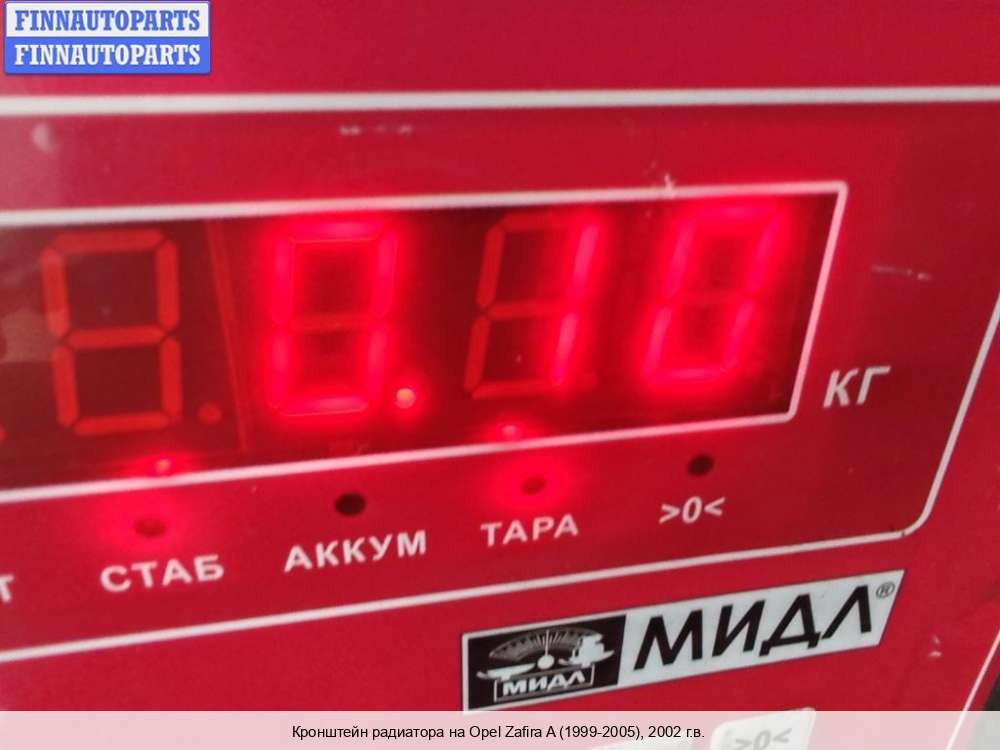 FINNAUTOPARTS
FINNAUTOPARTS
0.10
КГ
СТАБ
АККУМ
ТАРА
>0<
МИДЛ®
МИДЛ
>0<
Кронштейн радиатора на Opel Zafira A (1999-2005), 2002 г.в.